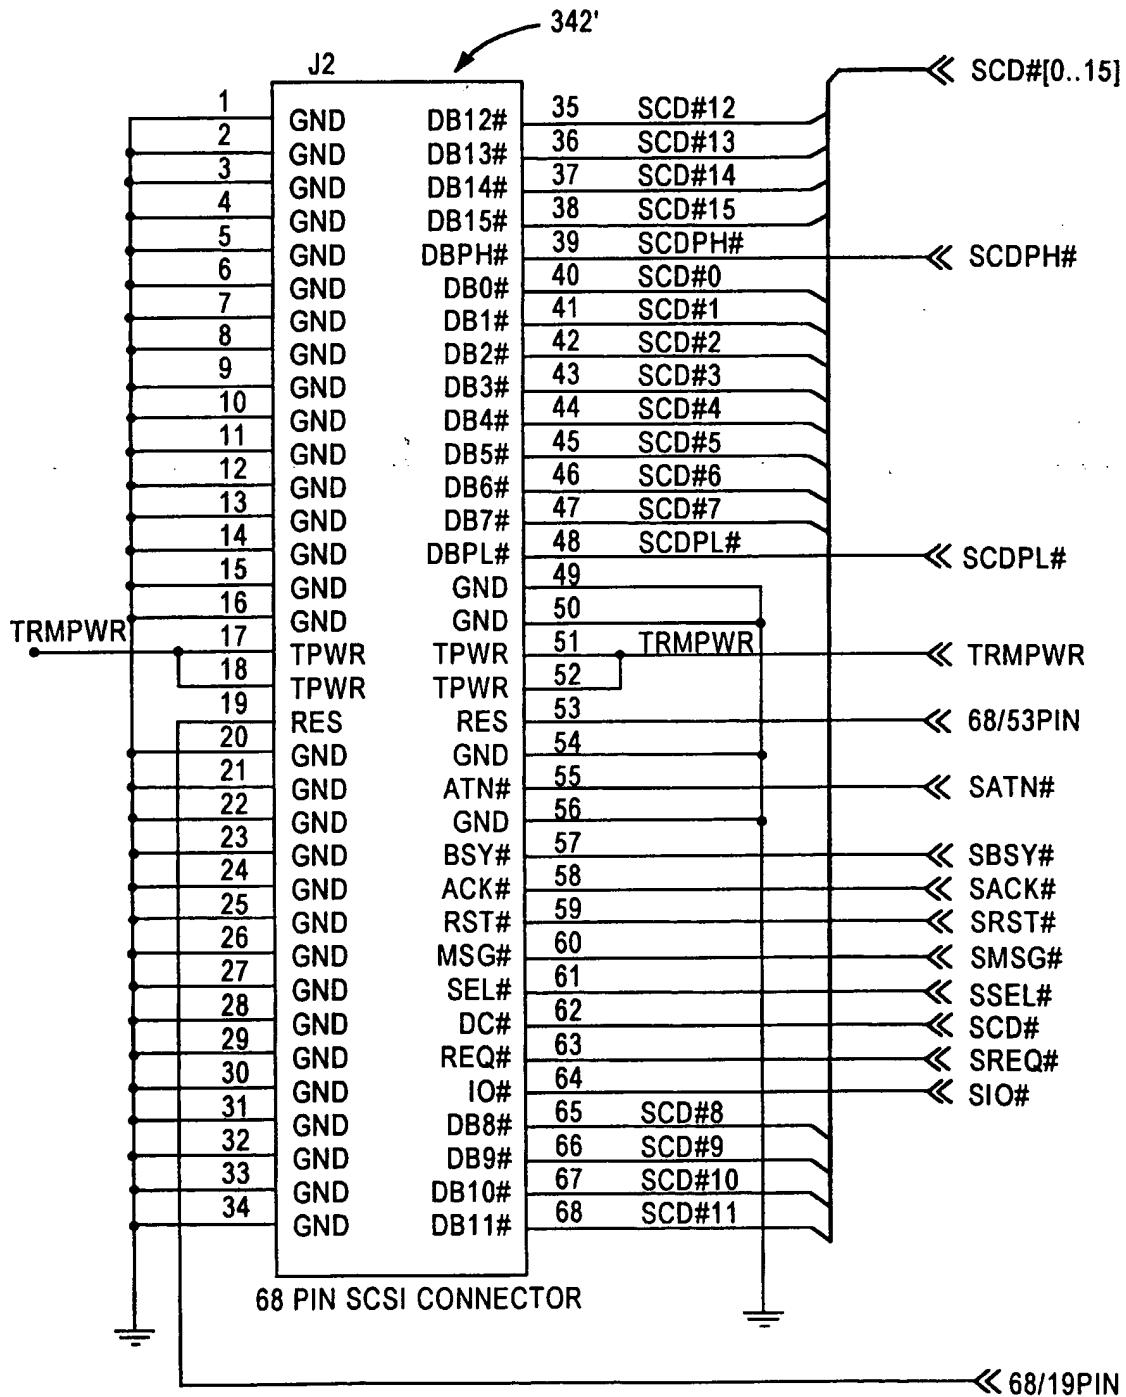 342'
J2
SCD#[0..15]
1 GND DB12# 35 SCD#12
2 GND DB13# 36 SCD#13
3 GND DB14# 37 SCD#14
4 GND DB15# 38 SCD#15
5 GND DBPH# 39 SCDPH# SCDPH#
6 GND DB0# 40 SCD#0
7 GND DB1# 41 SCD#1
8 GND DB2# 42 SCD#2
9 GND DB3# 43 SCD#3
10 GND DB4# 44 SCD#4
11 GND DB5# 45 SCD#5
12 GND DB6# 46 SCD#6
13 GND DB7# 47 SCD#7
14 GND DBPL# 48 SCDPL# SCDPL#
15 GND GND 49
16 GND GND 50
TRMPWR 17 TPWR TPWR 51 TRMPWR TRMPWR
18 TPWR TPWR 52
19 RES RES 53 68/53PIN
20 GND GND 54
21 GND ATN# 55 SATN#
22 GND GND 56
23 GND BSY# 57 SBSY#
24 GND ACK# 58 SACK#
25 GND RST# 59 SRST#
26 GND MSG# 60 SMSG#
27 GND SEL# 61 SSEL#
28 GND DC# 62 SCD#
29 GND REQ# 63 SREQ#
30 GND IO# 64 SIO#
31 GND DB8# 65 SCD#8
32 GND DB9# 66 SCD#9
33 GND DB10# 67 SCD#10
34 GND DB11# 68 SCD#11
68 PIN SCSI CONNECTOR
68/19PIN